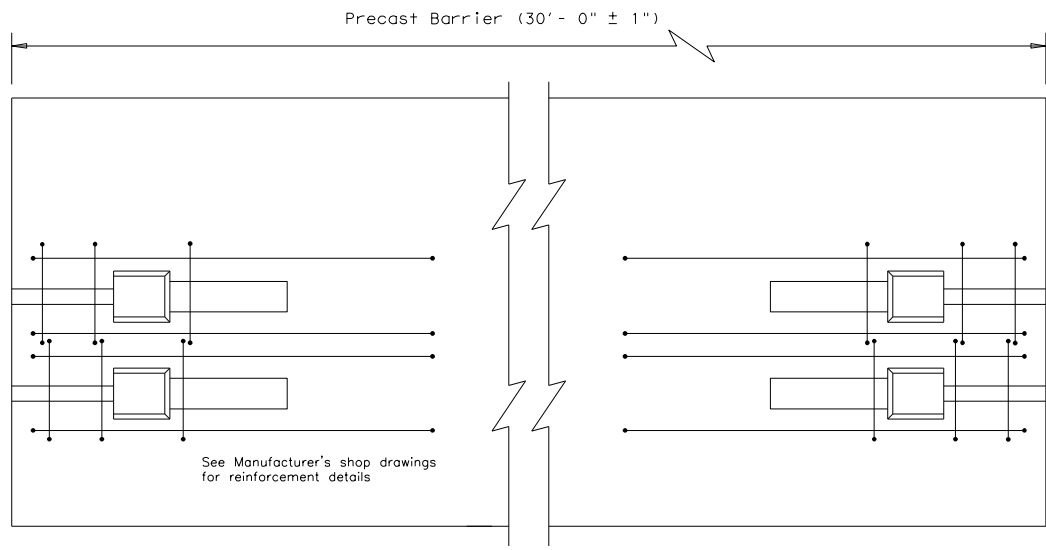 Precast Barrier (30'- 0" ± 1")
See Manufacturer's shop drawings
for reinforcement details